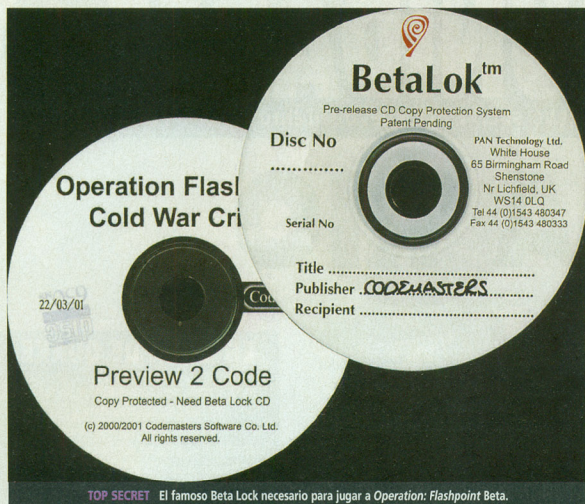 BetaLok™
Pre-release CD Copy Protection System
Patent Pending
Disc No
..................
Serial No
PAN Technology Ltd.
White House
65 Birmingham Road
Shenstone
Nr Lichfield, UK
WS14 0LQ
Tel 44 (0)1543 480347
Fax 44 (0)1543 480333
Title ................................................
Publisher ..CODEMASTERS..............
Recipient ........................................
Operation Flas
Cold War Cri
22/03/01
Cod
Preview 2 Code
Copy Protected - Need Beta Lock CD
(c) 2000/2001 Codemasters Software Co. Ltd.
All rights reserved.
TOP SECRET El famoso Beta Lock necesario para jugar a Operation: Flashpoint Beta.